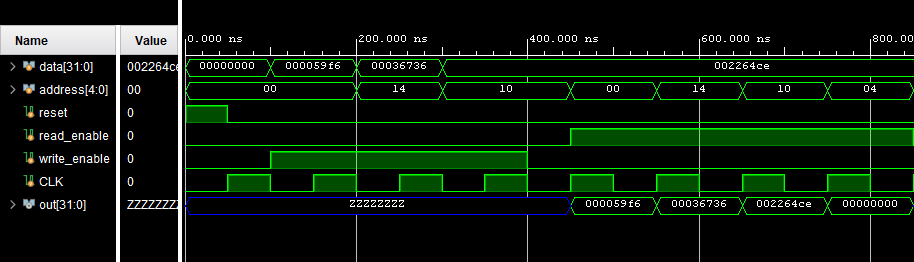 Name Value 0.000 ns 200.000 ns 400.000 ns 600.000 ns 800.0
data[31:0] 002264ce 00000000 000059f6 00036736 002264ce
address[4:0] 00 00 14 10 00 14 10 04
reset 0
read_enable 0
write_enable 0
CLK 0
out[31:0] ZZZZZZZZ ZZZZZZZZ 000059f6 00036736 002264ce 00000000